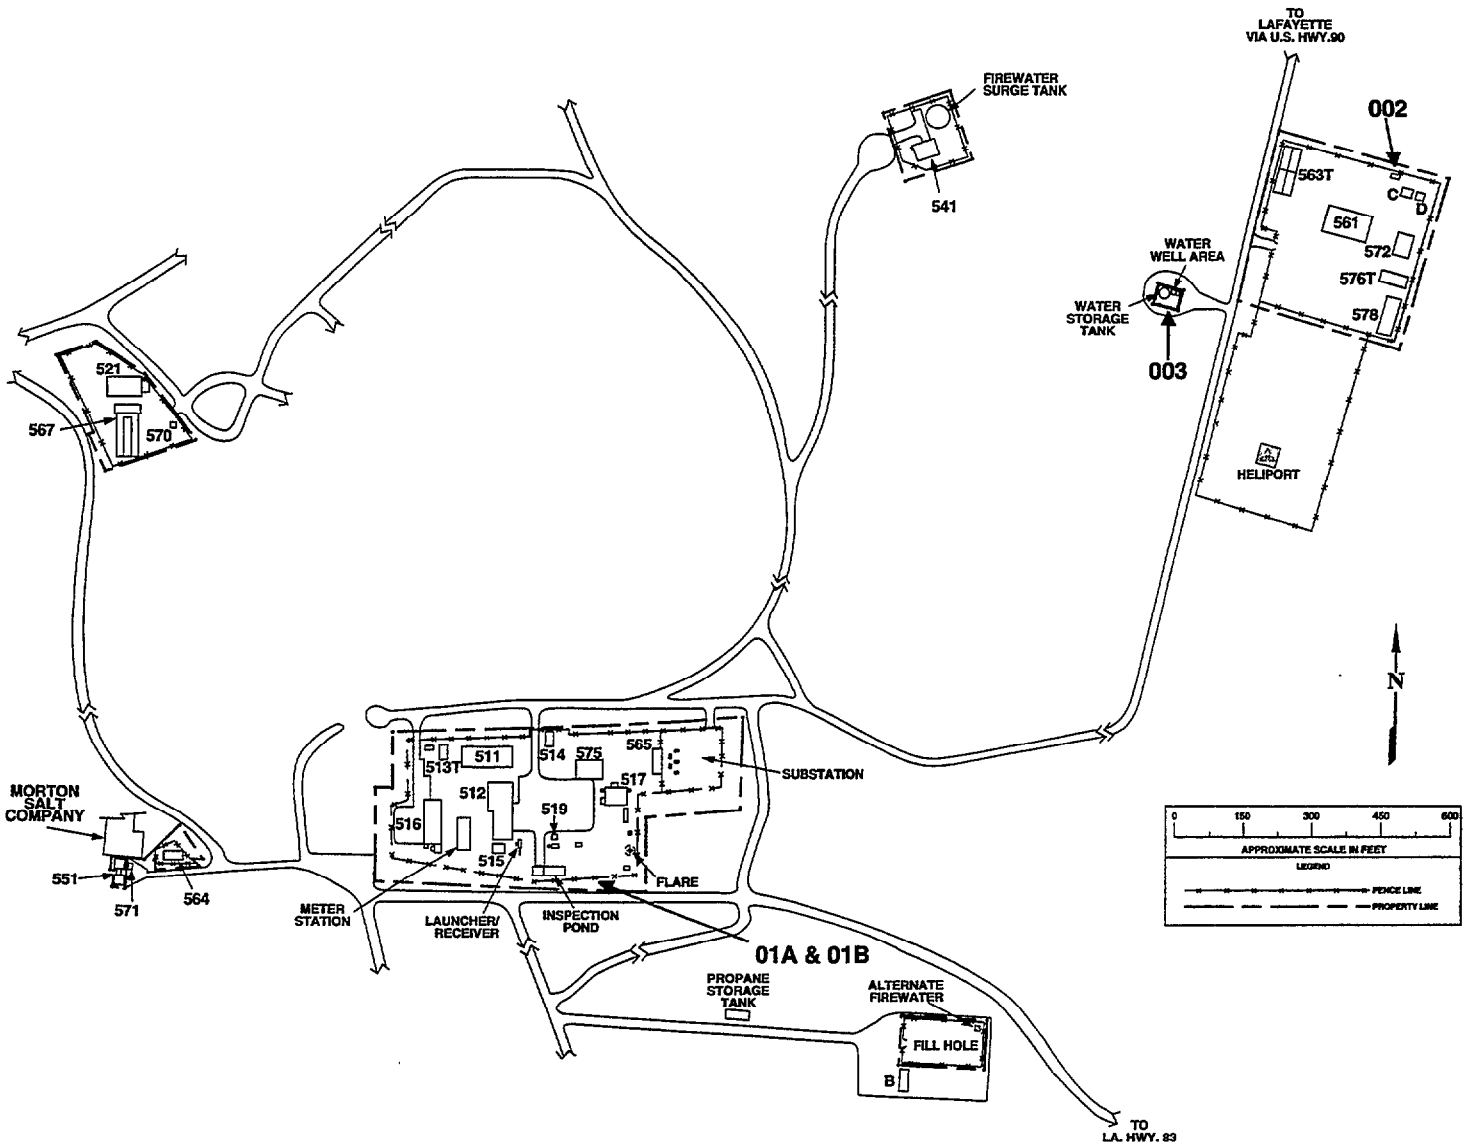 TO
LAFAYETTE
VIA U.S. HWY.90
FIREWATER
SURGE TANK
541
002
563T
C
D
561
572
576T
578
WATER
WELL AREA
WATER
STORAGE
TANK
003
HELIPORT
521
567
570
N
MORTON
SALT
COMPANY
551
571
564
513T
511
514
575
565
SUBSTATION
517
512
519
516
515
FLARE
METER
STATION
LAUNCHER/
RECEIVER
INSPECTION
POND
01A & 01B
PROPANE
STORAGE
TANK
ALTERNATE
FIREWATER
FILL HOLE
B
TO
LA. HWY. 83
0 150 300 450 600
APPROXIMATE SCALE IN FEET
LEGEND
FENCE LINE
PROPERTY LINE